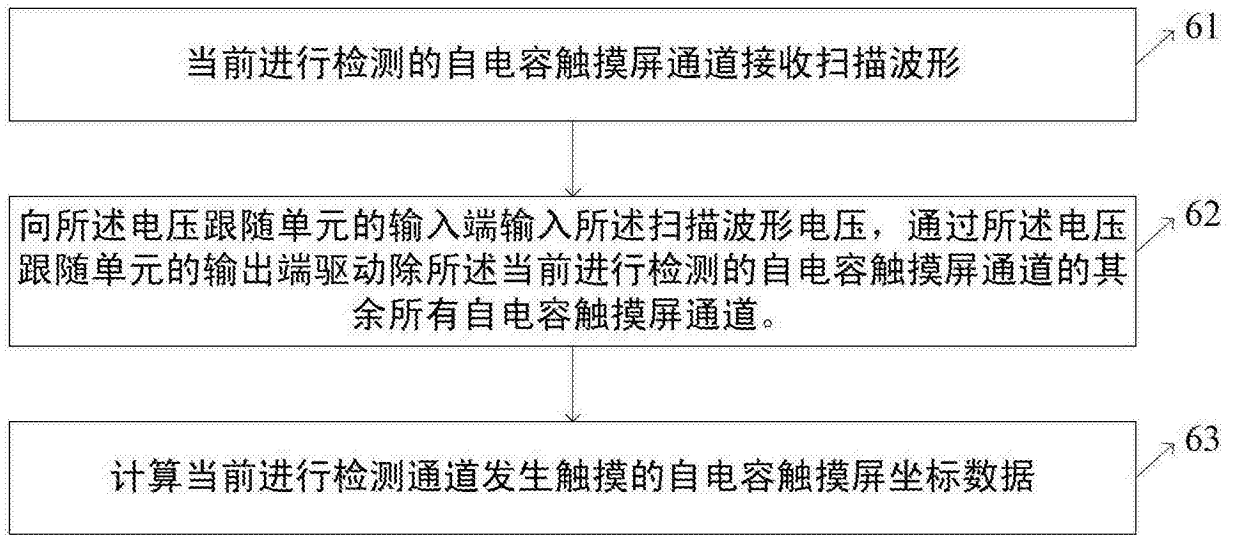 当前进行检测的自电容触摸屏通道接收扫描波形
61
向所述电压跟随单元的输入端输入所述扫描波形电压，通过所述电压
跟随单元的输出端驱动除所述当前进行检测的自电容触摸屏通道的其
余所有自电容触摸屏通道。
62
计算当前进行检测通道发生触摸的自电容触摸屏坐标数据
63